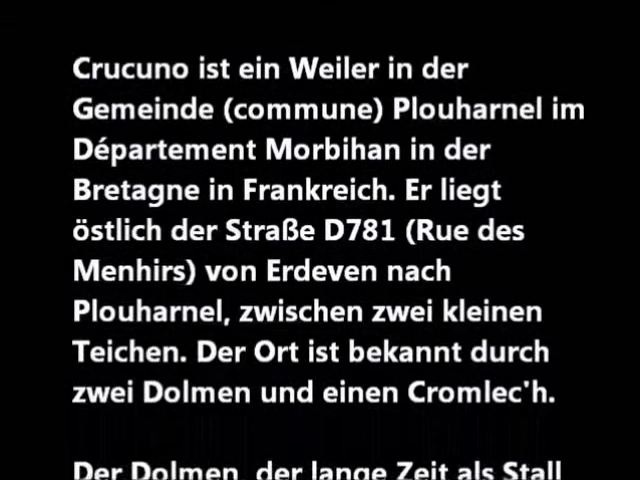 Crucuno ist ein Weiler in der
Gemeinde (commune) Plouharnel im
Département Morbihan in der
Bretagne in Frankreich. Er liegt
östlich der Straße D781 (Rue des
Menhirs) von Erdeven nach
Plouharnel, zwischen zwei kleinen
Teichen. Der Ort ist bekannt durch
zwei Dolmen und einen Cromlec'h.
Der Dolmen, der lange Zeit als Stall